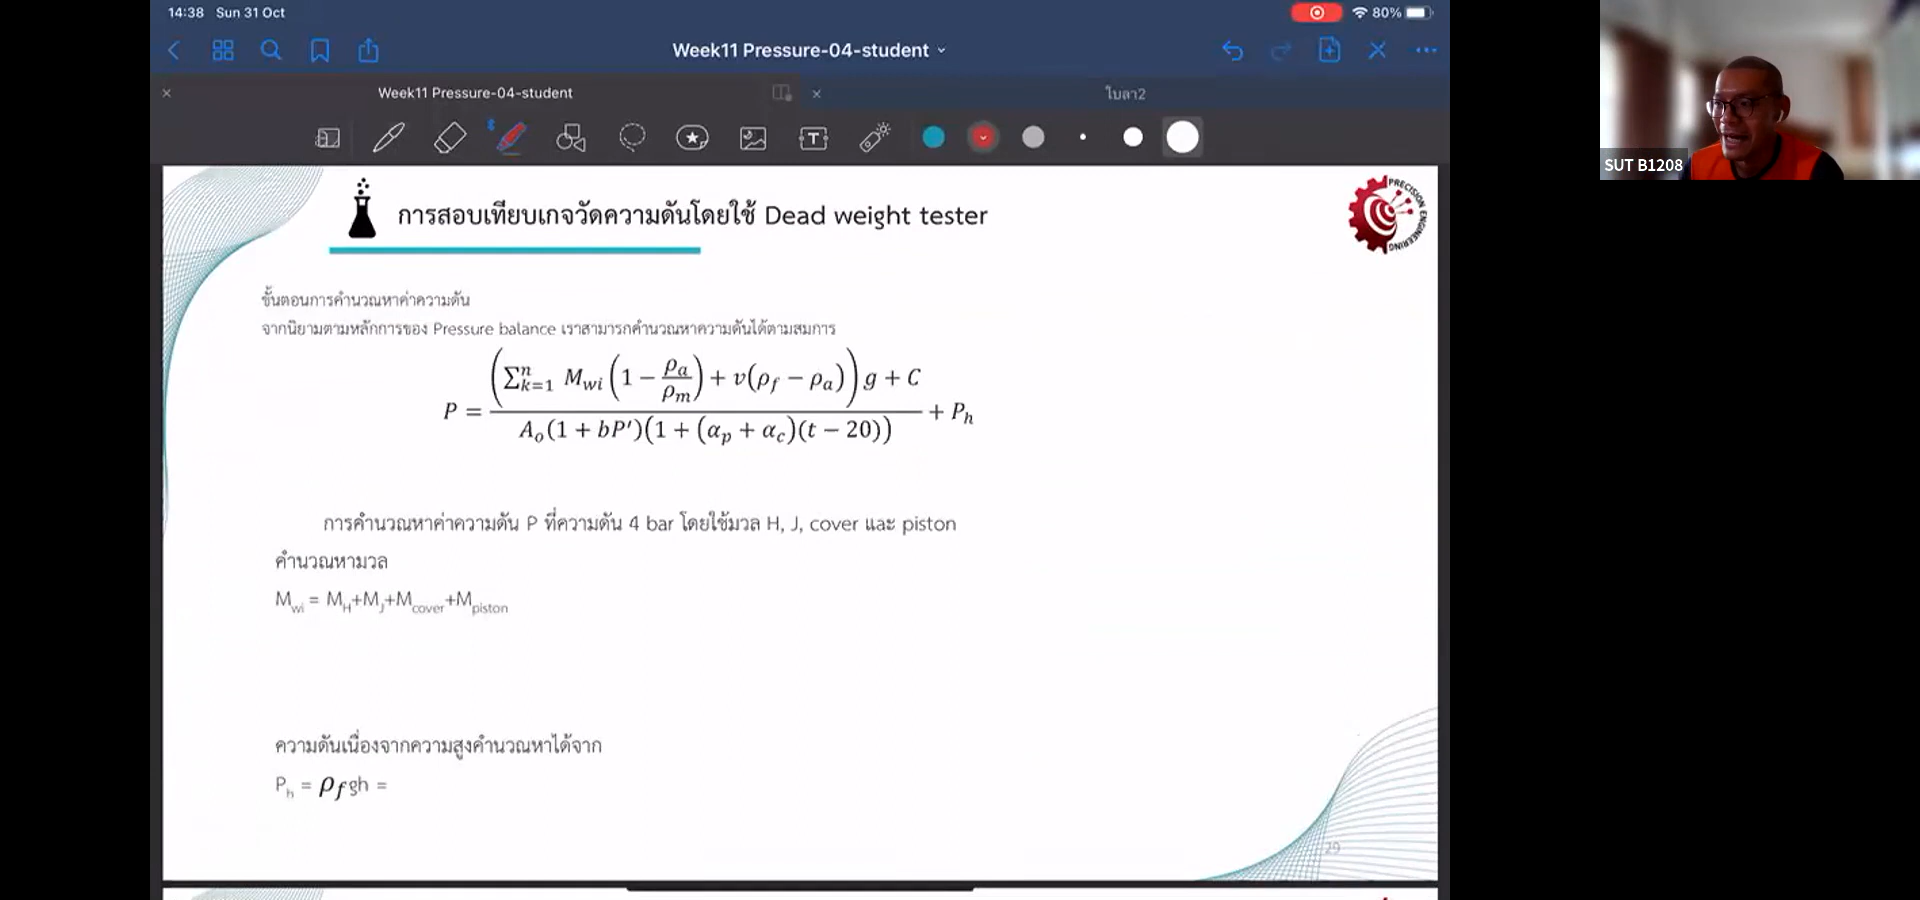 14:38 Sun 31 Oct
80%
Week11 Pressure-04-student
Week11 Pressure-04-student
ใบลา2
SUT B1208
การสอบเทียบเกจวัดความดันโดยใช้ Dead weight tester
PRECISION ENGINEERING
ขั้นตอนการคำนวณหาค่าความดัน
จากนิยามตามหลักการของ Pressure balance เราสามารถคำนวณหาความดันได้ตามสมการ
P = ((∑ⁿₖ₌₁ M_wi (1 − ρ_a/ρ_m) + v(ρ_f − ρ_a)) g + C) / (A_o(1 + bP′)(1 + (α_p + α_c)(t − 20))) + P_h
การคำนวณหาค่าความดัน P ที่ความดัน 4 bar โดยใช้มวล H, J, cover และ piston
คำนวณหามวล
M_wi = M_H+M_J+M_cover+M_piston
ความดันเนื่องจากความสูงคำนวณหาได้จาก
P_h = ρ_f gh =
29